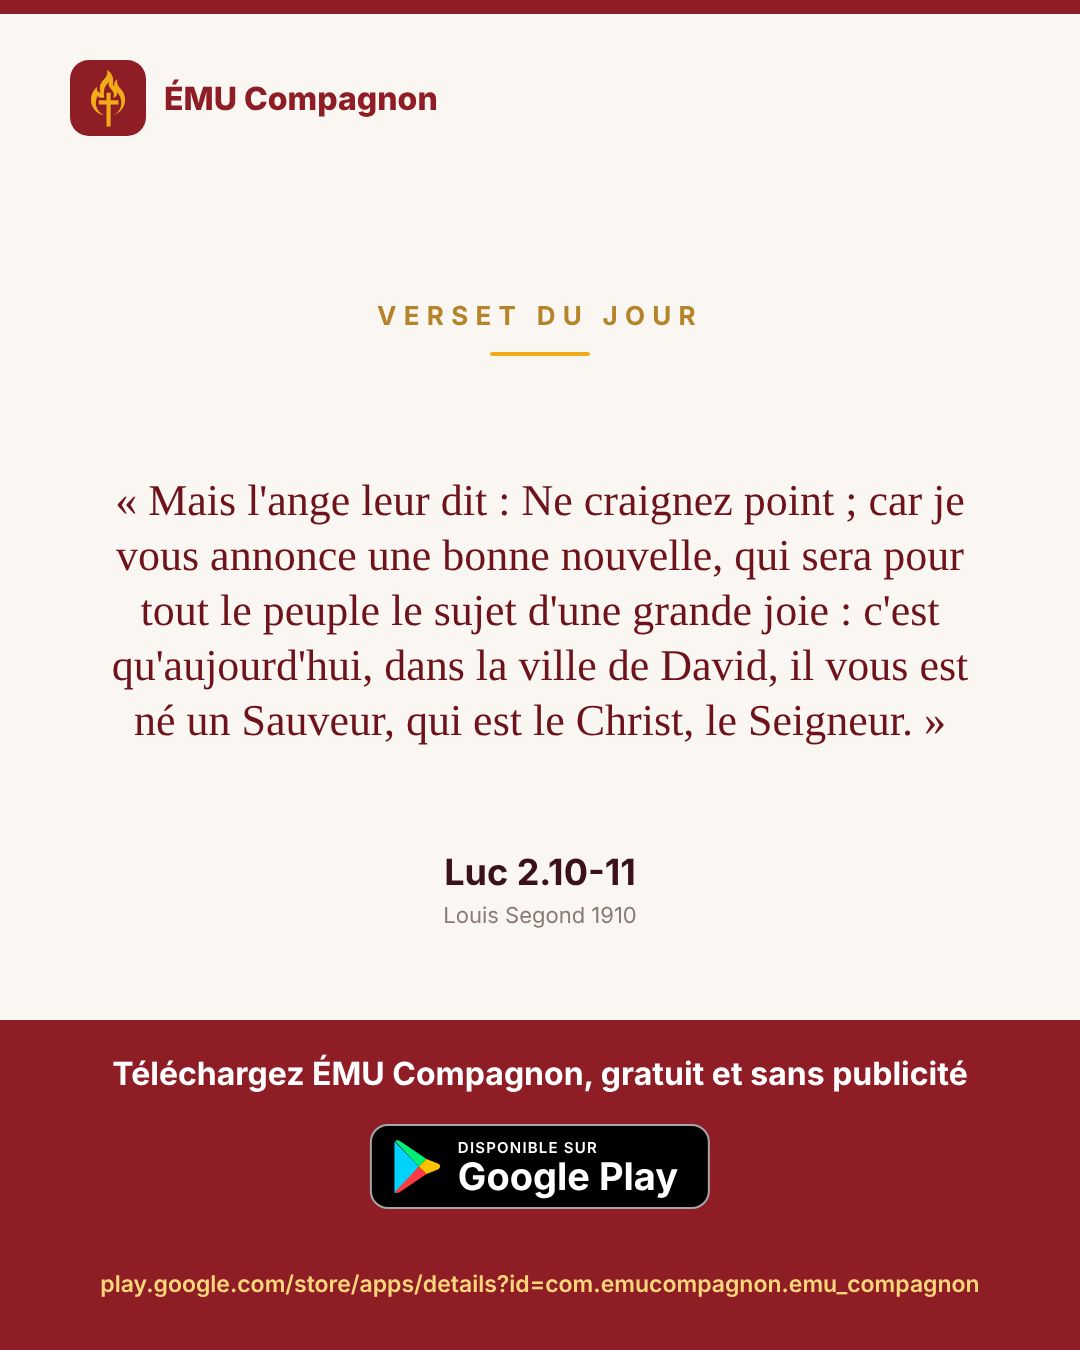 ÉMU Compagnon
VERSET DU JOUR
« Mais l'ange leur dit : Ne craignez point ; car je
vous annonce une bonne nouvelle, qui sera pour
tout le peuple le sujet d'une grande joie : c'est
qu'aujourd'hui, dans la ville de David, il vous est
né un Sauveur, qui est le Christ, le Seigneur. »
Luc 2.10-11
Louis Segond 1910
Téléchargez ÉMU Compagnon, gratuit et sans publicité
DISPONIBLE SUR
Google Play
play.google.com/store/apps/details?id=com.emucompagnon.emu_compagnon